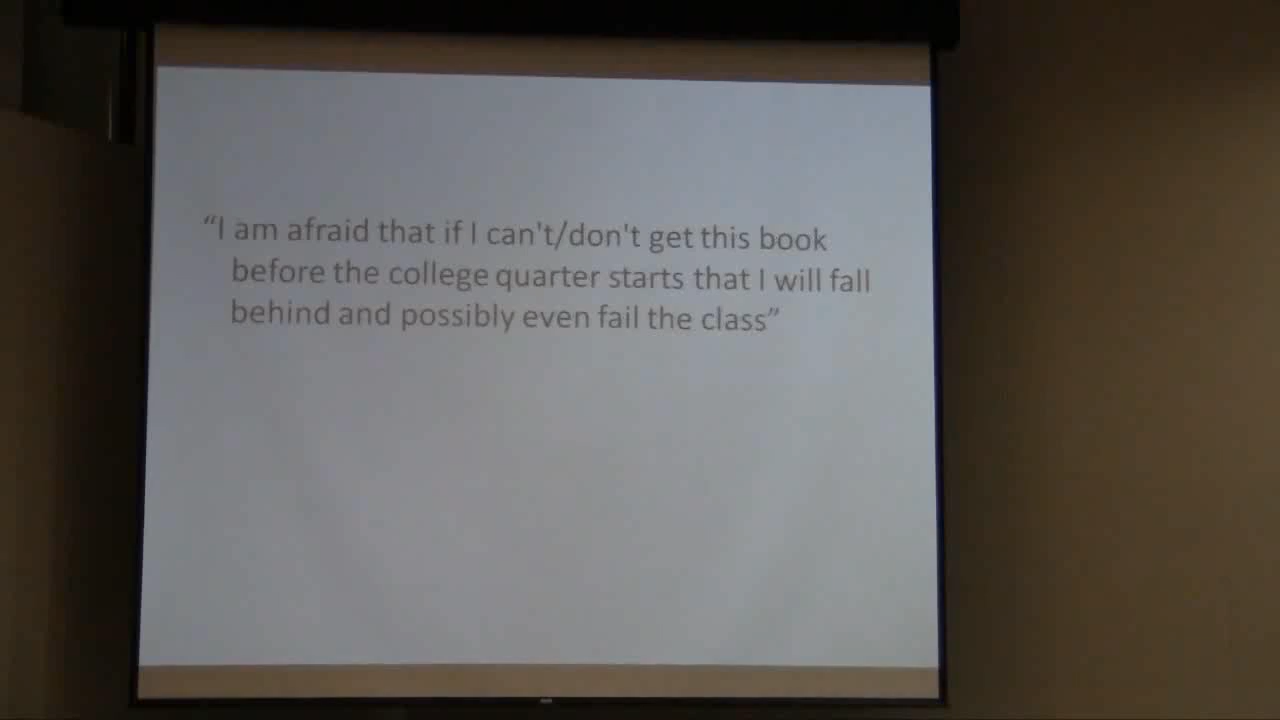 “I am afraid that if I can't/don't get this book
before the college quarter starts that I will fall
behind and possibly even fail the class”